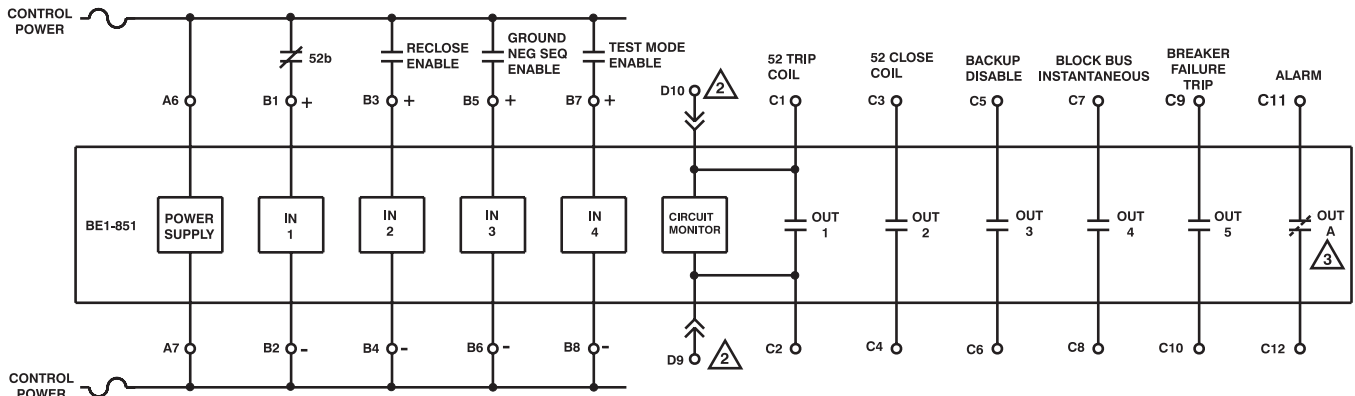 CONTROL
POWER
52b
RECLOSE
ENABLE
GROUND
NEG SEQ
ENABLE
TEST MODE
ENABLE
52 TRIP
COIL
52 CLOSE
COIL
BACKUP
DISABLE
BLOCK BUS
INSTANTANEOUS
BREAKER
FAILURE
TRIP
ALARM
A6
B1 +
B3 +
B5 +
B7 +
D10
2
C1
C3
C5
C7
C9
C11
BE1-851
POWER
SUPPLY
IN
1
IN
2
IN
3
IN
4
CIRCUIT
MONITOR
OUT
1
OUT
2
OUT
3
OUT
4
OUT
5
OUT
A
3
A7
B2 -
B4 -
B6 -
B8 -
D9
2
C2
C4
C6
C8
C10
C12
CONTROL
POWER